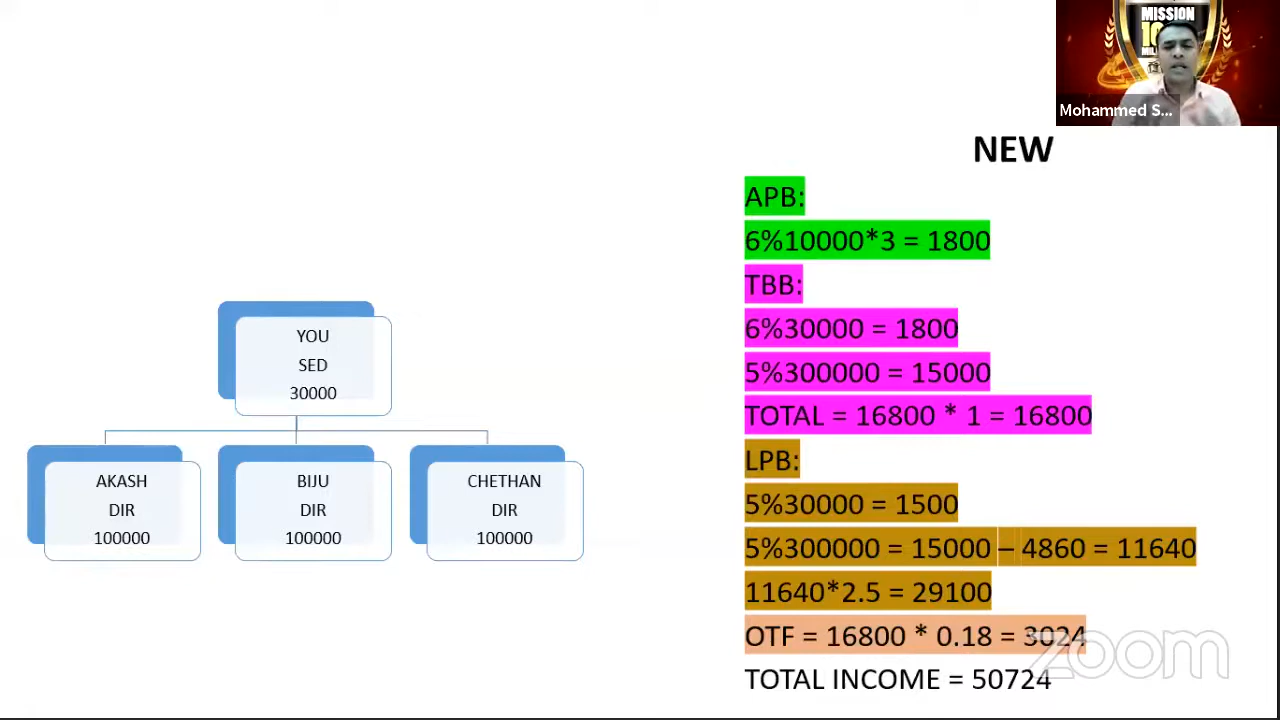 MISSION
Mohammed S...
NEW
APB:
6%10000*3 = 1800
TBB:
6%30000 = 1800
5%300000 = 15000
TOTAL = 16800 * 1 = 16800
LPB:
5%30000 = 1500
5%300000 = 15000 – 4860 = 11640
11640*2.5 = 29100
OTF = 16800 * 0.18 = 3024
TOTAL INCOME = 50724
zoom
YOU
SED
30000
AKASH
DIR
100000
BIJU
DIR
100000
CHETHAN
DIR
100000